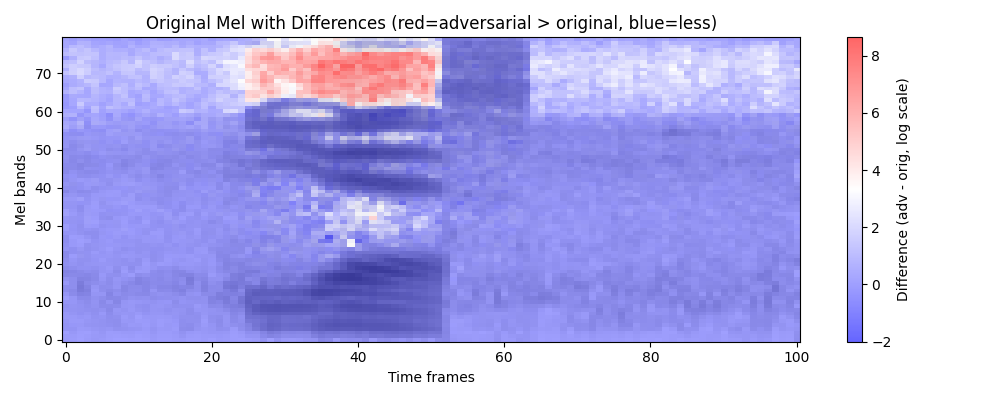 Original Mel with Differences (red=adversarial > original, blue=less)
Mel bands
70
60
50
40
30
20
10
0
0 20 40 60 80 100
Time frames
8
6
4
2
0
−2
Difference (adv - orig, log scale)